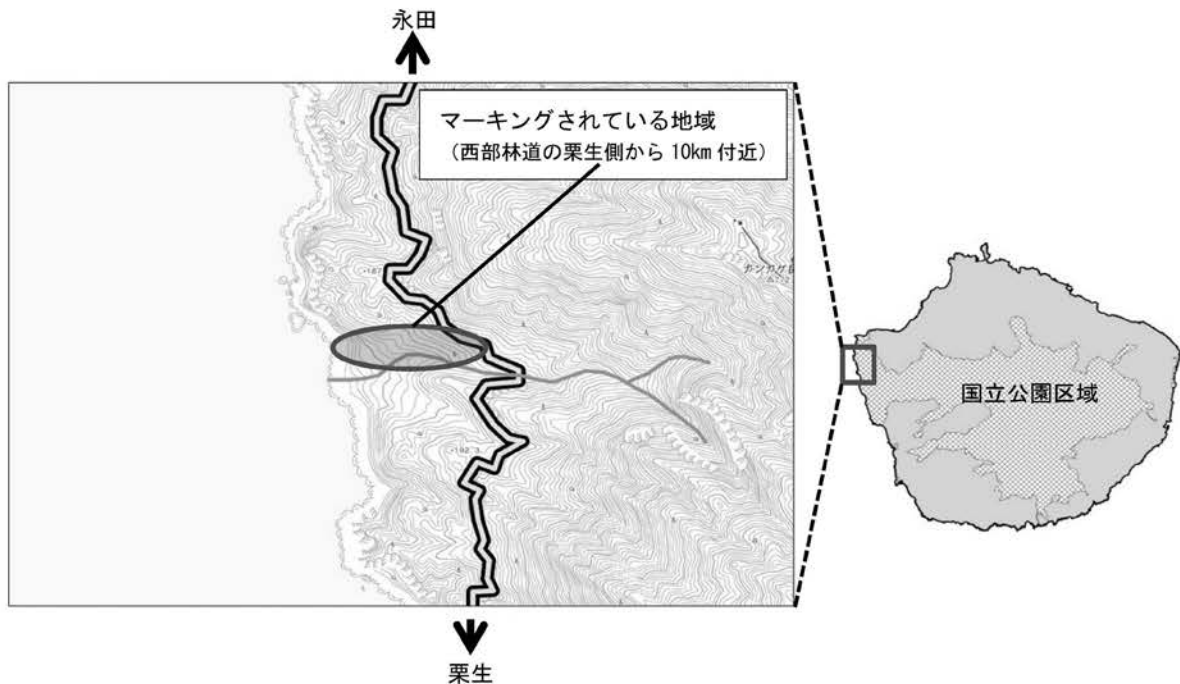 永田
マーキングされている地域
（西部林道の栗生側から 10km 付近）
国立公園区域
栗生